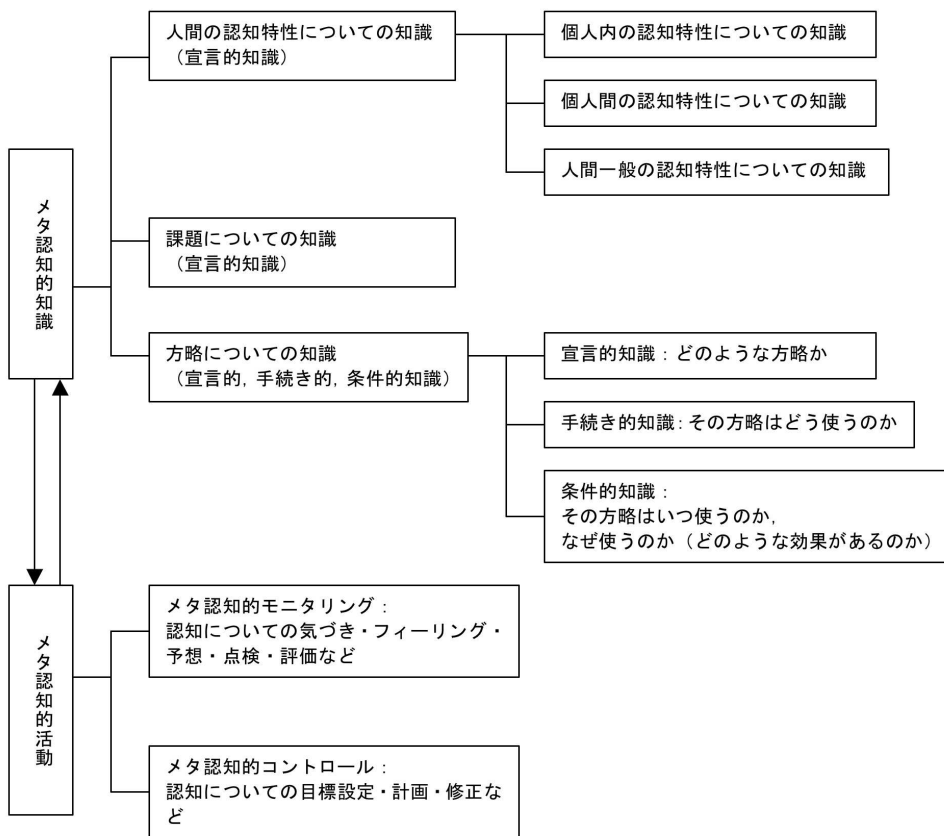 人間の認知特性についての知識
(宣言的知識)
個人内の認知特性についての知識
個人間の認知特性についての知識
人間一般の認知特性についての知識
メタ認知的知識
課題についての知識
(宣言的知識)
方略についての知識
(宣言的，手続き的，条件的知識)
宣言的知識：どのような方略か
手続き的知識：その方略はどう使うのか
条件的知識：
その方略はいつ使うのか，
なぜ使うのか（どのような効果があるのか）
メタ認知的活動
メタ認知的モニタリング：
認知についての気づき・フィーリング・
予想・点検・評価など
メタ認知的コントロール：
認知についての目標設定・計画・修正な
ど